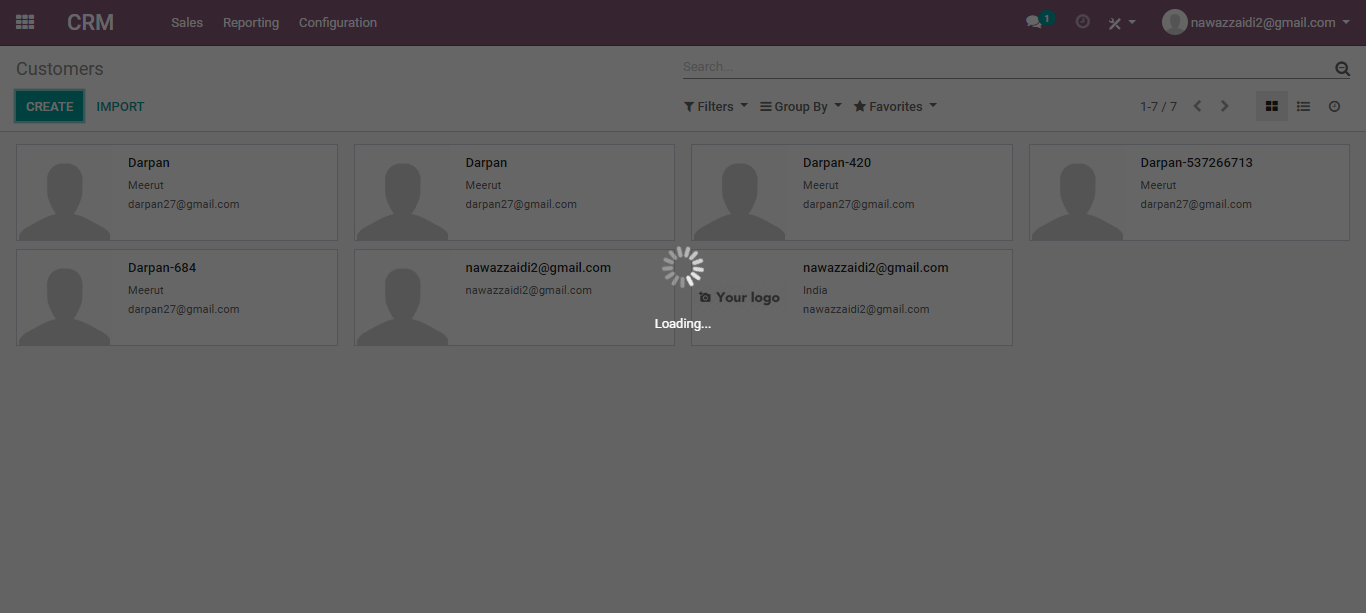 CRM Sales Reporting Configuration 1 nawazzaidi2@gmail.com
Customers Search...
CREATE IMPORT Filters Group By Favorites 1-7 / 7
Darpan
Meerut
darpan27@gmail.com
Darpan
Meerut
darpan27@gmail.com
Darpan-420
Meerut
darpan27@gmail.com
Darpan-537266713
Meerut
darpan27@gmail.com
Darpan-684
Meerut
darpan27@gmail.com
nawazzaidi2@gmail.com
nawazzaidi2@gmail.com
Your logo
nawazzaidi2@gmail.com
India
nawazzaidi2@gmail.com
Loading...